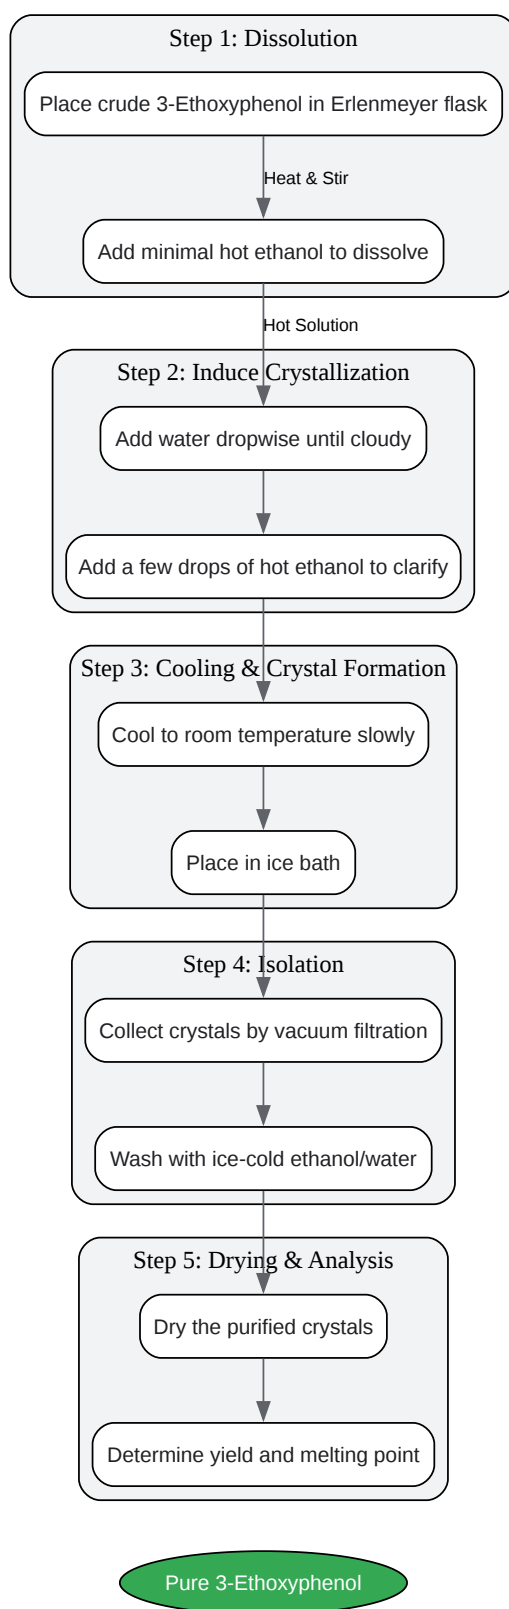 Step 1: Dissolution
Place crude 3-Ethoxyphenol in Erlenmeyer flask
Heat & Stir
Add minimal hot ethanol to dissolve
Hot Solution
Step 2: Induce Crystallization
Add water dropwise until cloudy
Add a few drops of hot ethanol to clarify
Step 3: Cooling & Crystal Formation
Cool to room temperature slowly
Place in ice bath
Step 4: Isolation
Collect crystals by vacuum filtration
Wash with ice-cold ethanol/water
Step 5: Drying & Analysis
Dry the purified crystals
Determine yield and melting point
Pure 3-Ethoxyphenol